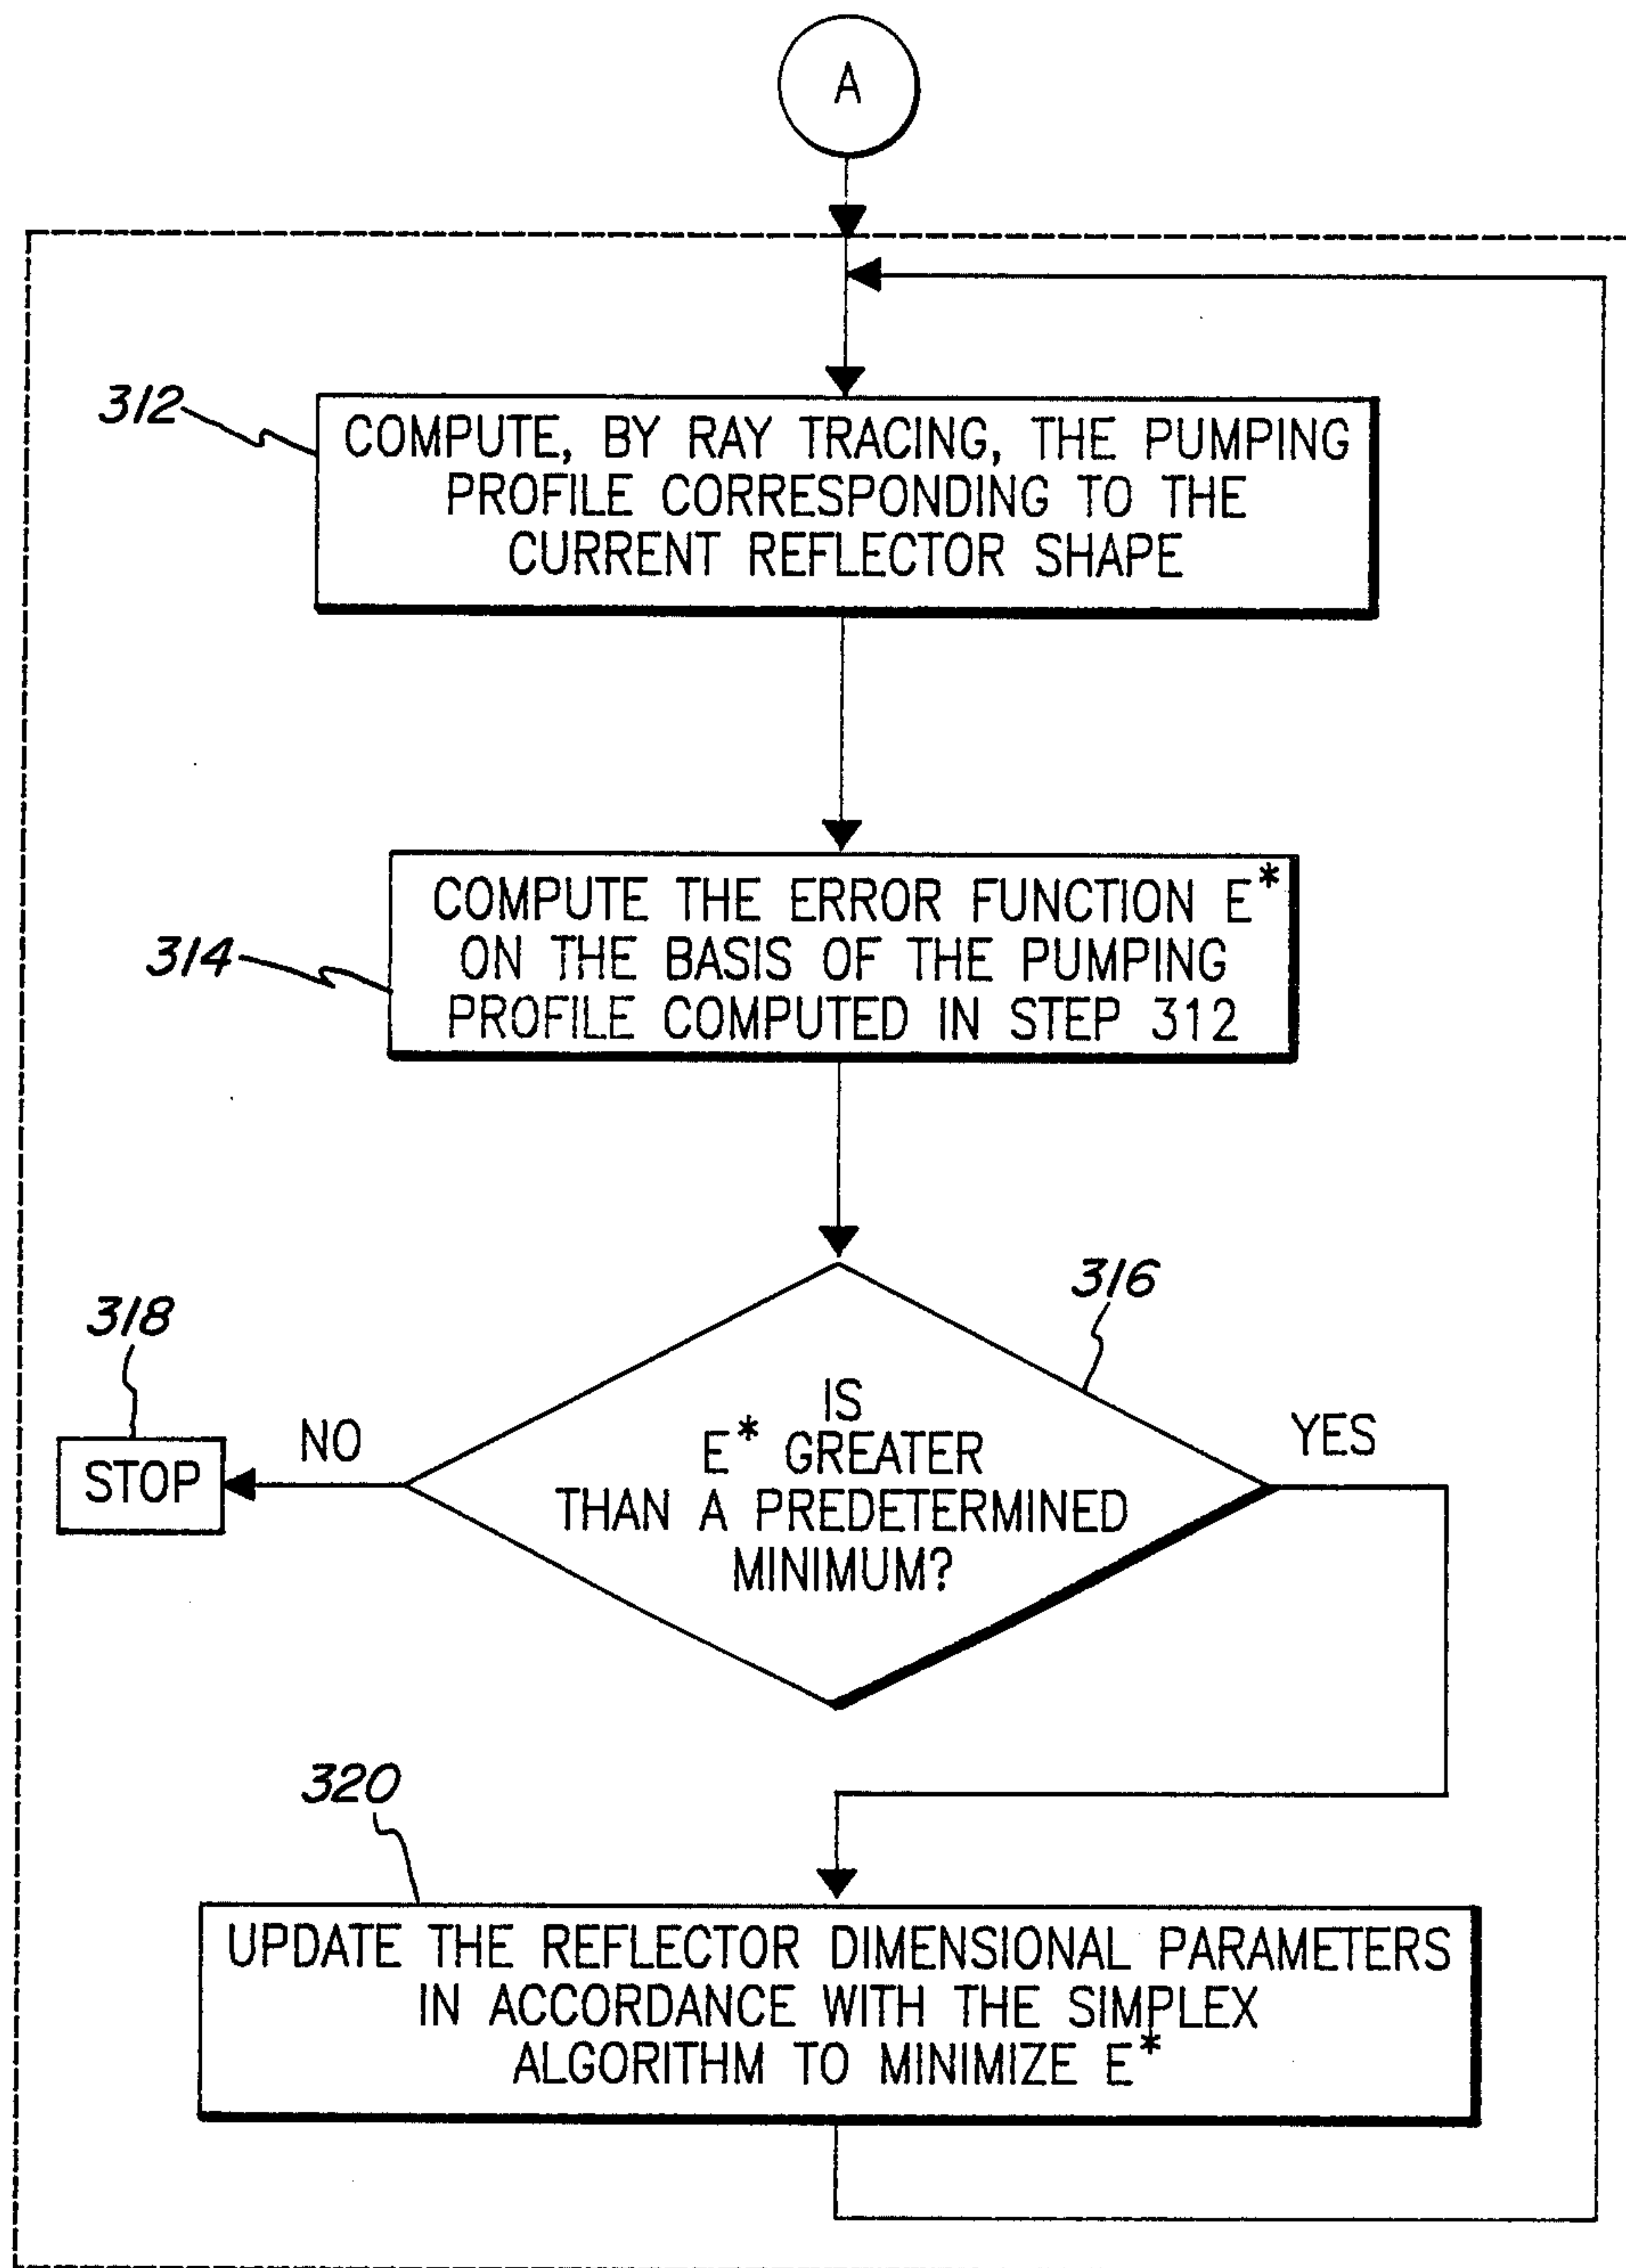 A
312
COMPUTE, BY RAY TRACING, THE PUMPING
PROFILE CORRESPONDING TO THE
CURRENT REFLECTOR SHAPE
314
COMPUTE THE ERROR FUNCTION E*
ON THE BASIS OF THE PUMPING
PROFILE COMPUTED IN STEP 312
316
IS
E* GREATER
THAN A PREDETERMINED
MINIMUM?
318
STOP
NO
YES
320
UPDATE THE REFLECTOR DIMENSIONAL PARAMETERS
IN ACCORDANCE WITH THE SIMPLEX
ALGORITHM TO MINIMIZE E*